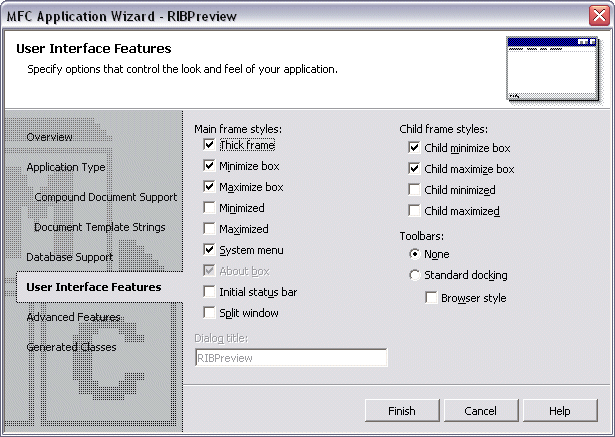 MFC Application Wizard - RIBPreview
User Interface Features
Specify options that control the look and feel of your application.
Overview
Application Type
Compound Document Support
Document Template Strings
Database Support
User Interface Features
Advanced Features
Generated Classes
Main frame styles:
Thick frame
Minimize box
Maximize box
Minimized
Maximized
System menu
About box
Initial status bar
Split window
Dialog title:
RIBPreview
Child frame styles:
Child minimize box
Child maximize box
Child minimized
Child maximized
Toolbars:
None
Standard docking
Browser style
Finish
Cancel
Help